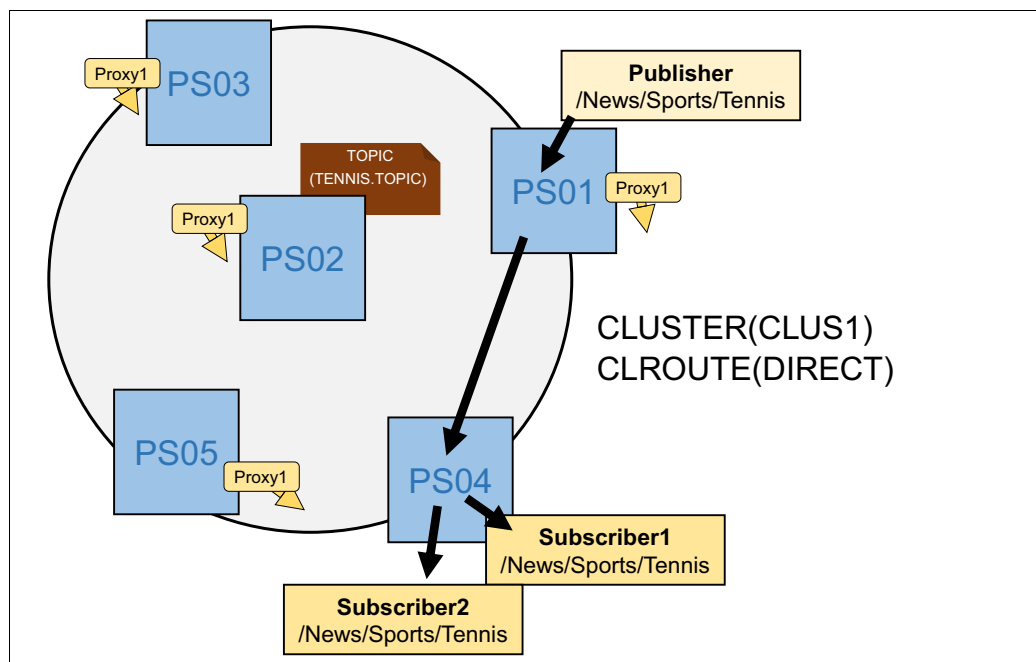 Proxy1
PS03
Publisher
/News/Sports/Tennis
TOPIC
(TENNIS.TOPIC)
PS01
Proxy1
Proxy1
PS02
CLUSTER(CLUS1)
CLROUTE(DIRECT)
PS05
Proxy1
PS04
Subscriber1
/News/Sports/Tennis
Subscriber2
/News/Sports/Tennis